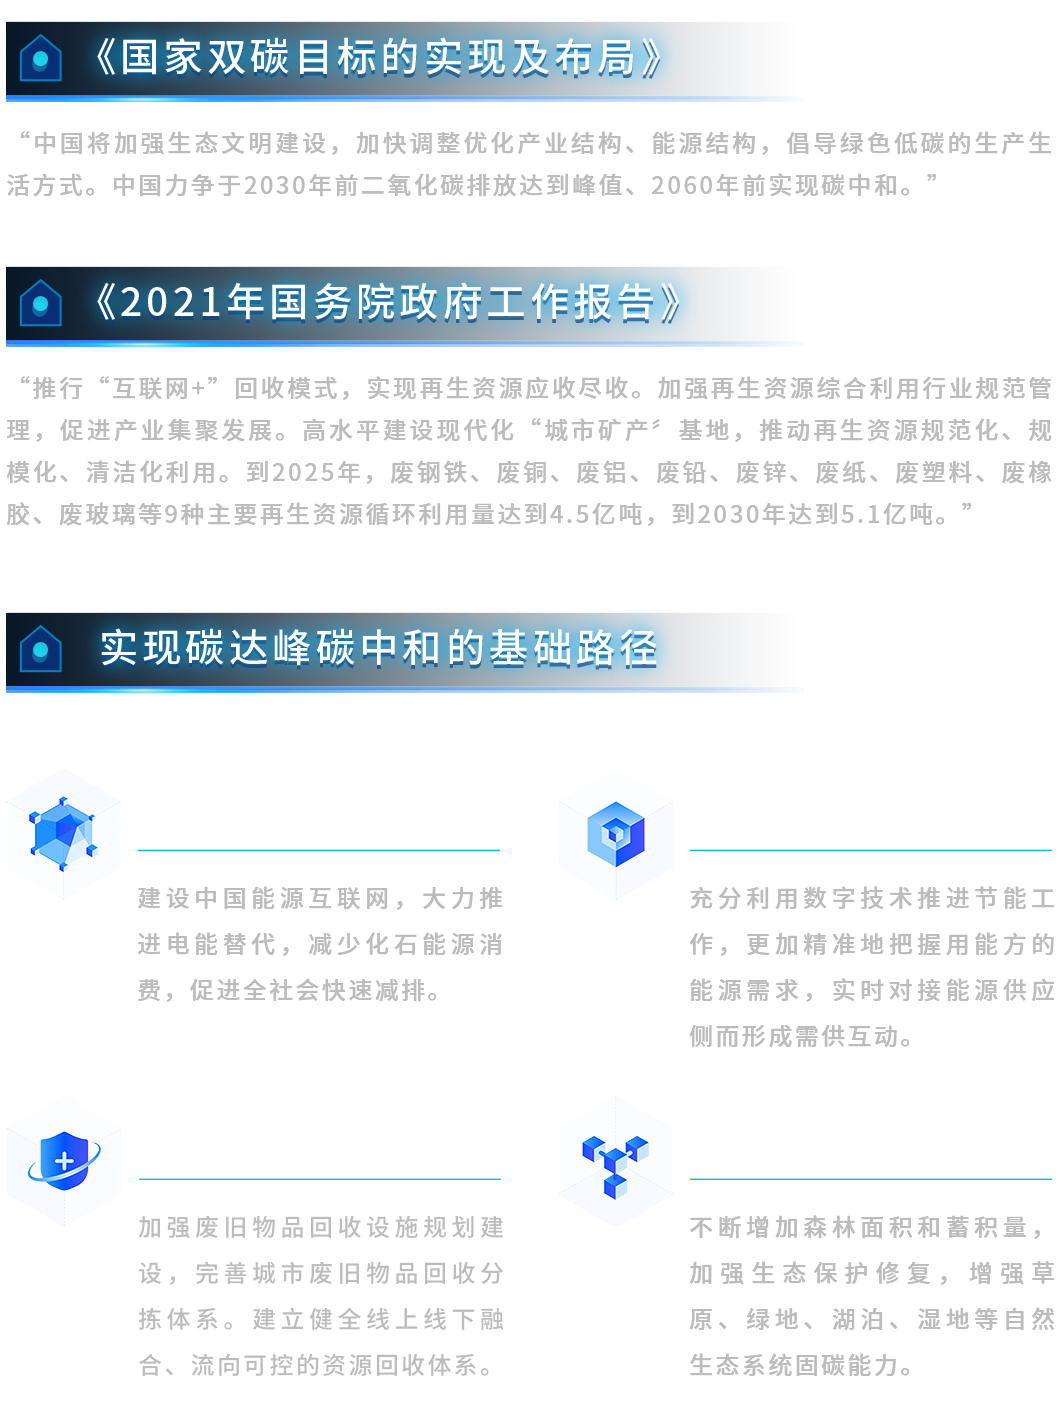 《国家双碳目标的实现及布局》
“中国将加强生态文明建设，加快调整优化产业结构、能源结构，倡导绿色低碳的生产生
活方式。中国力争于2030年前二氧化碳排放达到峰值、2060年前实现碳中和。”
《2021年国务院政府工作报告》
“推行“互联网+”回收模式，实现再生资源应收尽收。加强再生资源综合利用行业规范管
理，促进产业集聚发展。高水平建设现代化“城市矿产〞基地，推动再生资源规范化、规
模化、清洁化利用。到2025年，废钢铁、废铜、废铝、废铅、废锌、废纸、废塑料、废橡
胶、废玻璃等9种主要再生资源循环利用量达到4.5亿吨，到2030年达到5.1亿吨。”
实现碳达峰碳中和的基础路径
建设中国能源互联网，大力推
进电能替代，减少化石能源消
费，促进全社会快速减排。
充分利用数字技术推进节能工
作，更加精准地把握用能方的
能源需求，实时对接能源供应
侧而形成需供互动。
加强废旧物品回收设施规划建
设，完善城市废旧物品回收分
拣体系。建立健全线上线下融
合、流向可控的资源回收体系。
不断增加森林面积和蓄积量，
加强生态保护修复，增强草
原、绿地、湖泊、湿地等自然
生态系统固碳能力。